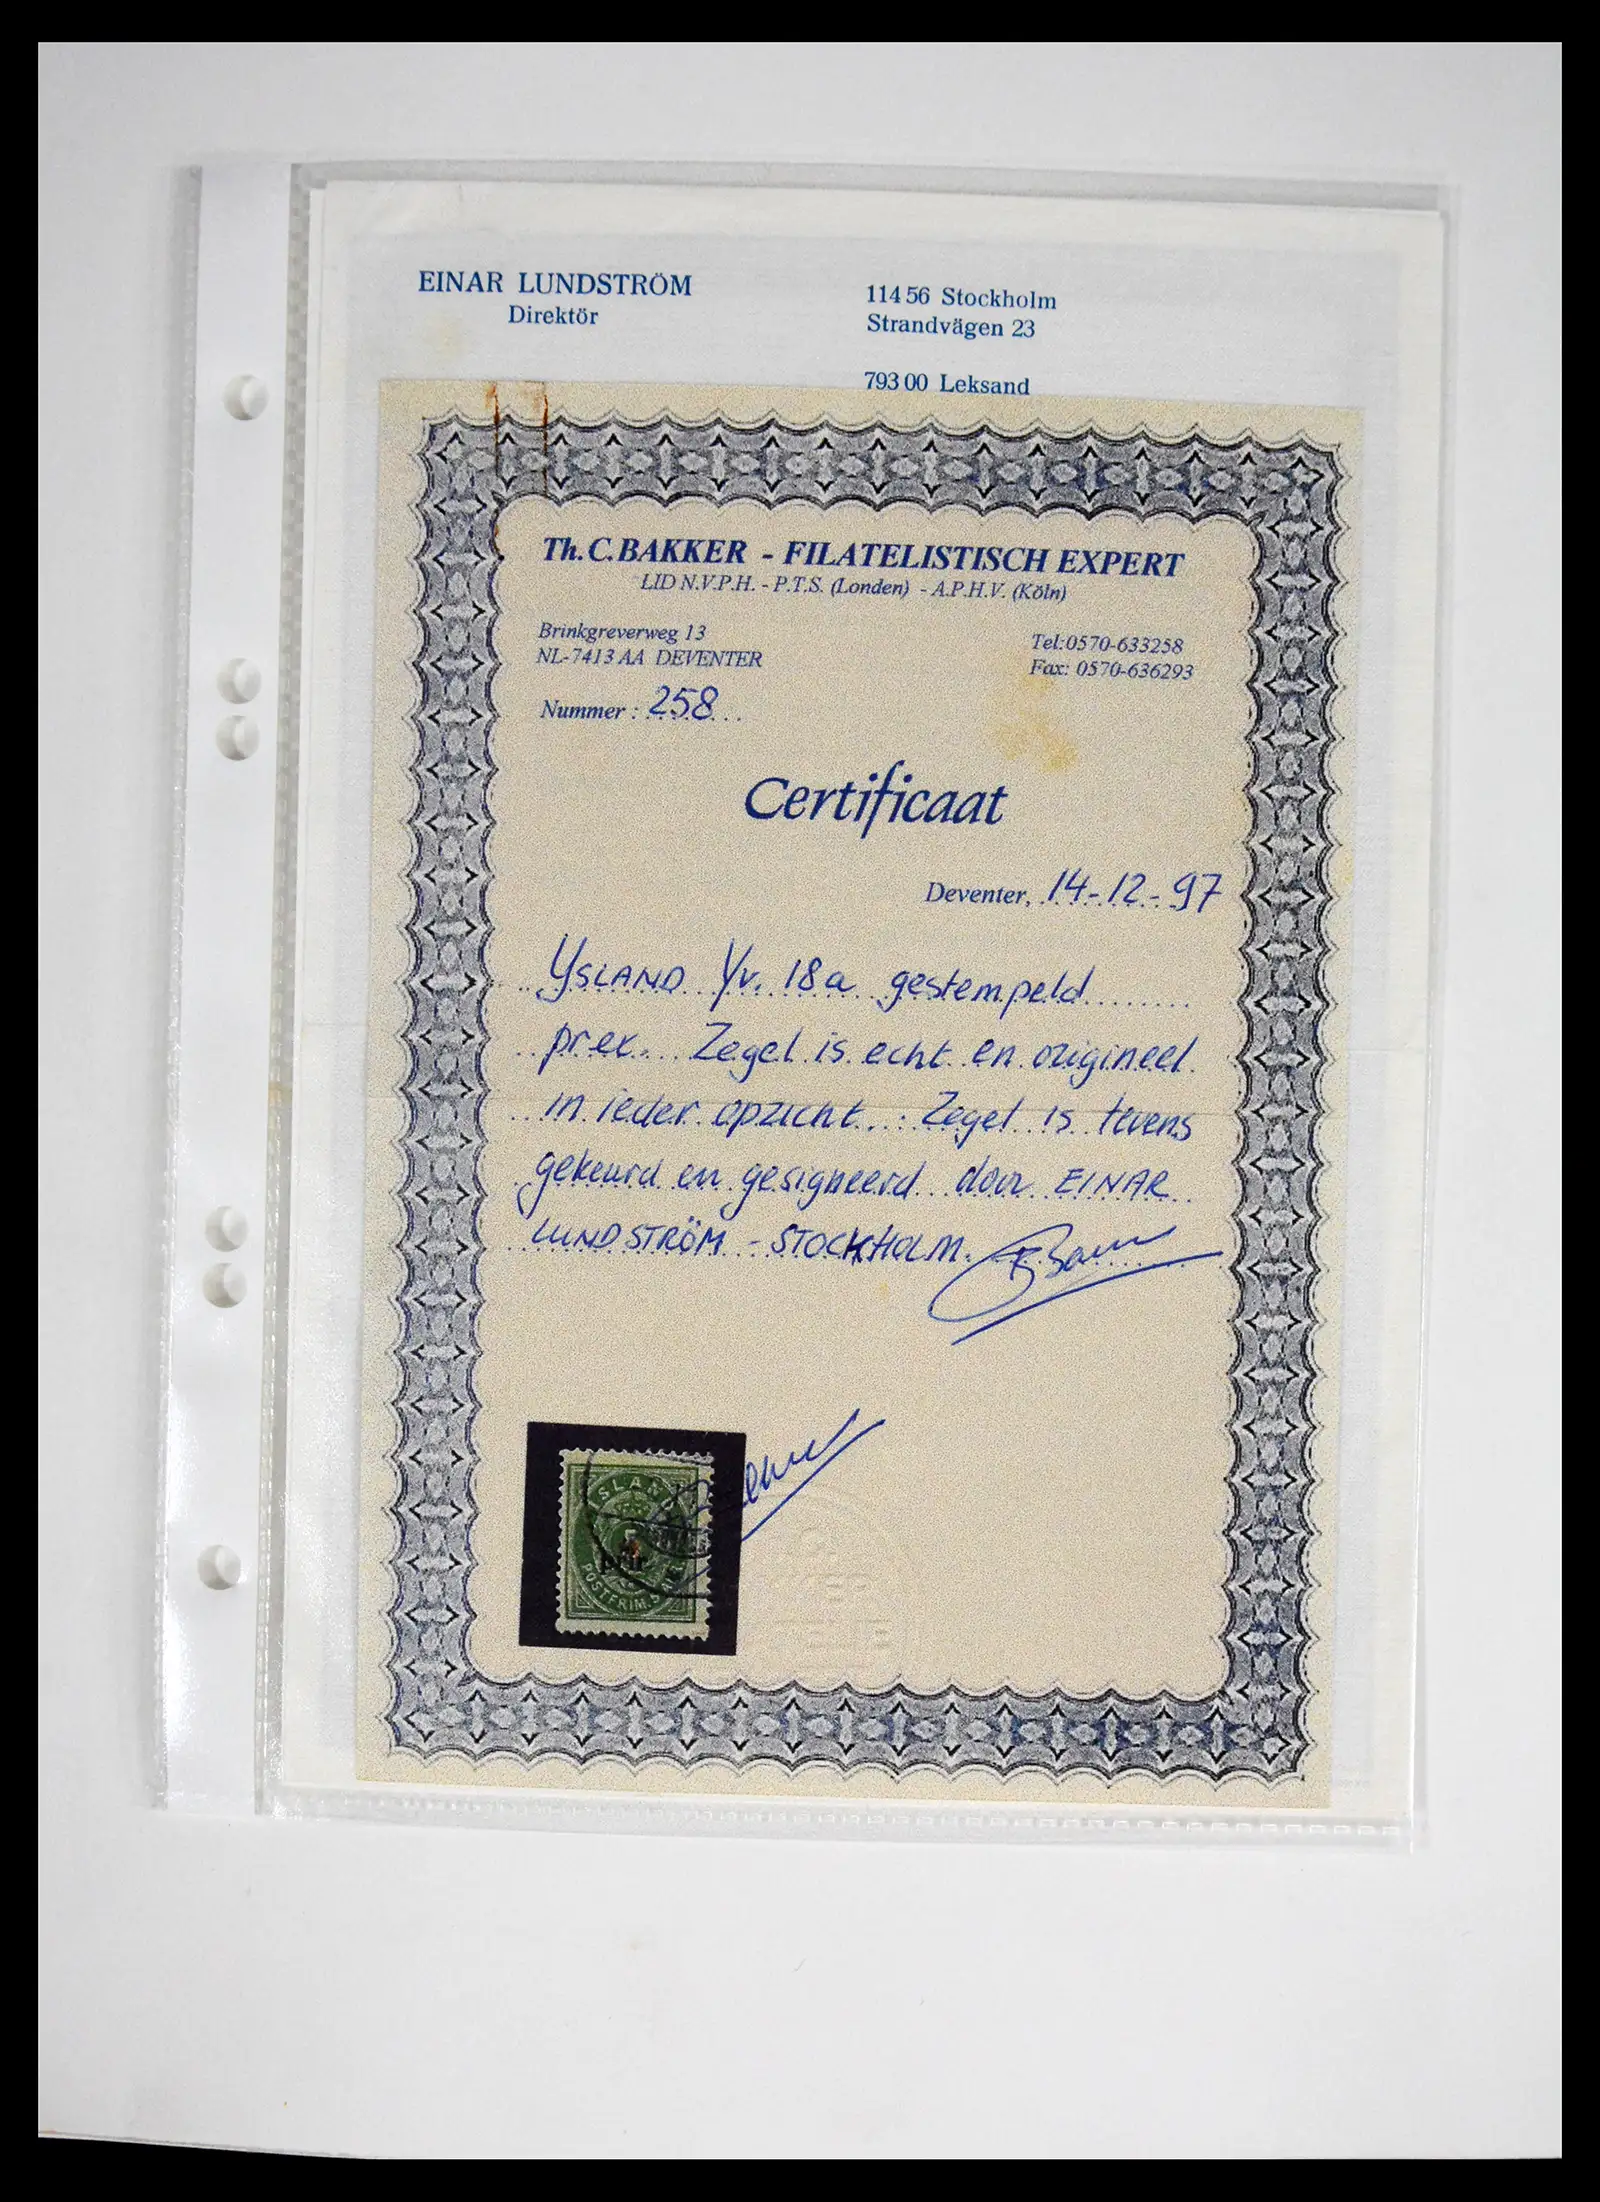 EINAR LUNDSTRÖM
Direktör
114 56 Stockholm
Strandvägen 23
793 00 Leksand
Th. C. BAKKER - FILATELISTISCH EXPERT
LID N.V.P.H. - P.T.S. (Londen) - A.P.H.V. (Köln)
Brinkgreverweg 13
NL-7413 AA DEVENTER
Tel:0570-633258
Fax: 0570-636293
Nummer: 258
Certificaat
Deventer, 14-12-97
YSLAND Yv. 18a gestempeld
pr.ex. Zegel is echt en origineel
in ieder opzicht. Zegel is tevens
gekeurd en gesigneerd door EINAR
LUNDSTRÖM - STOCKHOLM.
ISLAND
5
prír
POSTFRIM.